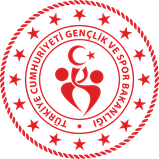 TÜRKİYE CUMHURİYETİ GENÇLİK VE SPOR BAKANLIĞI